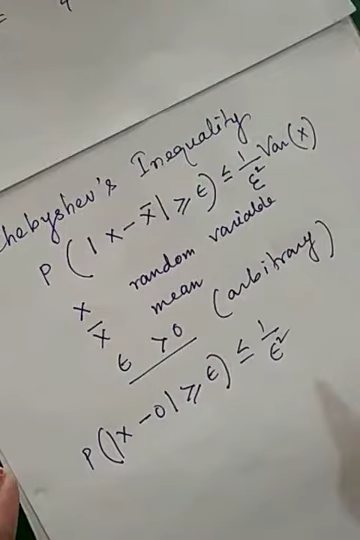 Chebyshev's Inequality
P(|X-X̄|≥ϵ) ≤ 1/ϵ² Var(X)
X random variable
X̄ mean
ϵ >0 (arbitrary)
P(|X-0|≥ϵ) ≤ 1/ϵ²